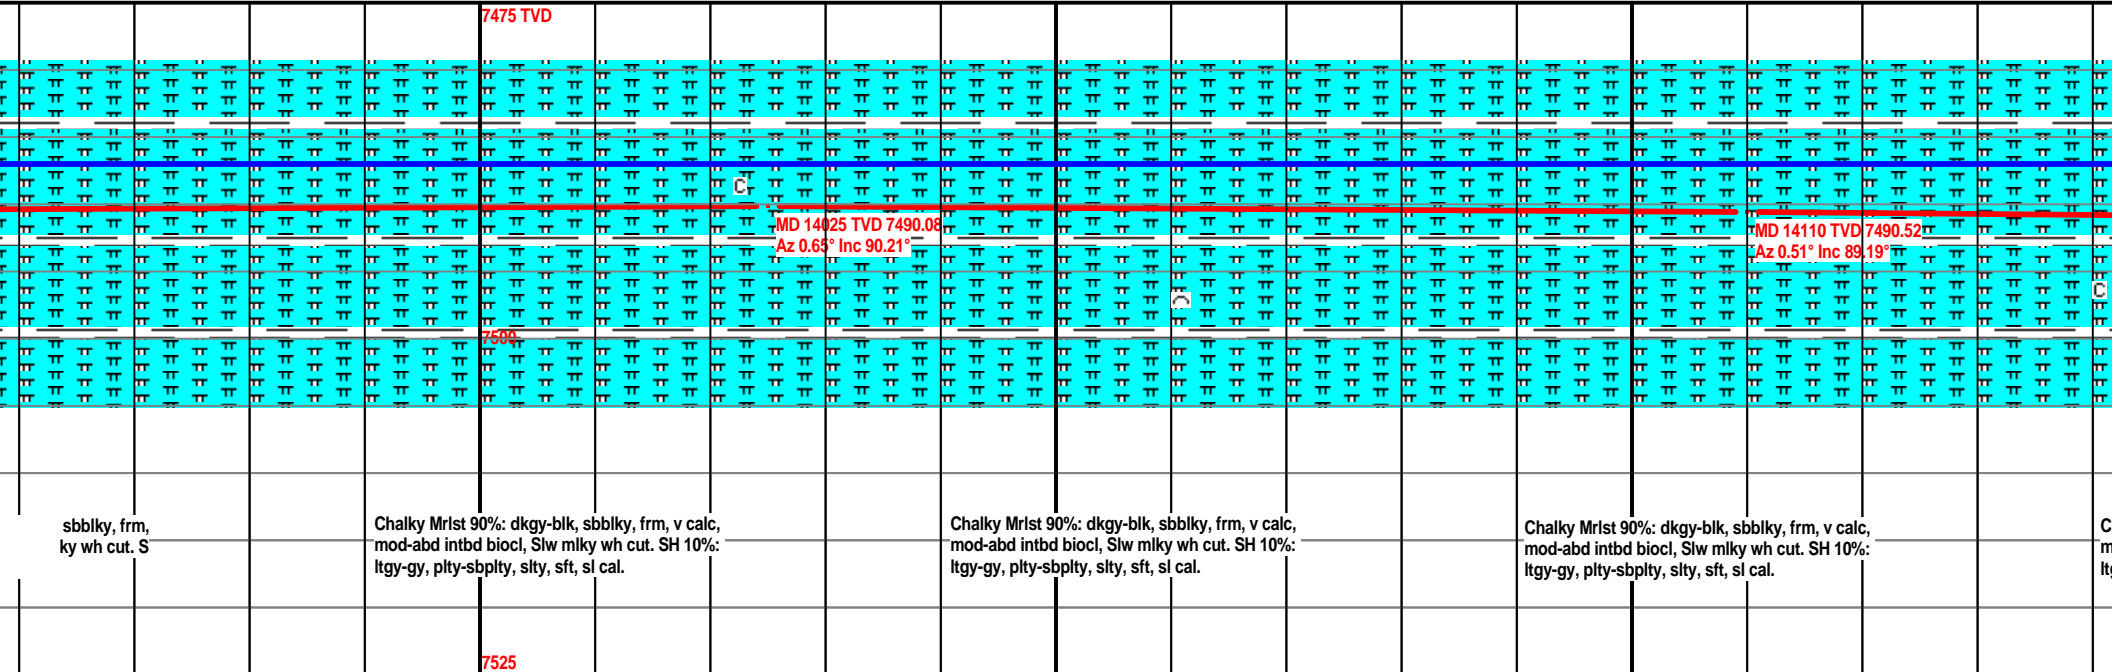 7475 TVD
C
MD 14025 TVD 7490.08
Az 0.65° Inc 90.21°
MD 14110 TVD 7490.52
Az 0.51° Inc 89.19°
C
7500
sbblky, frm,
ky wh cut. S
Chalky Mrlst 90%: dkgy-blk, sbblky, frm, v calc,
mod-abd intbd biocl, Slw mlky wh cut. SH 10%:
ltgy-gy, plty-sbplty, slty, sft, sl cal.
Chalky Mrlst 90%: dkgy-blk, sbblky, frm, v calc,
mod-abd intbd biocl, Slw mlky wh cut. SH 10%:
ltgy-gy, plty-sbplty, slty, sft, sl cal.
Chalky Mrlst 90%: dkgy-blk, sbblky, frm, v calc,
mod-abd intbd biocl, Slw mlky wh cut. SH 10%:
ltgy-gy, plty-sbplty, slty, sft, sl cal.
C
m
ltg
7525